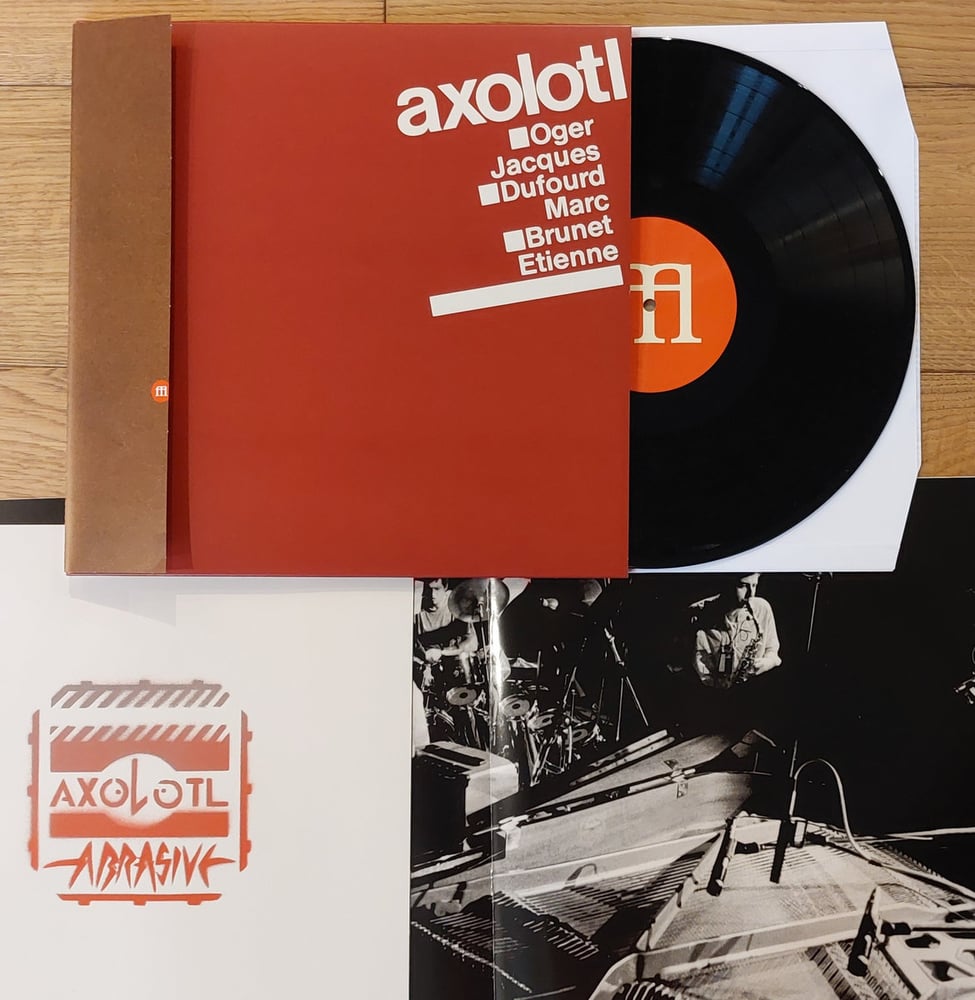 axolotl
Oger
Jacques
Dufourd
Marc
Brunet
Etienne
ffl
ffl
AXOLOTL
ABRASIVE